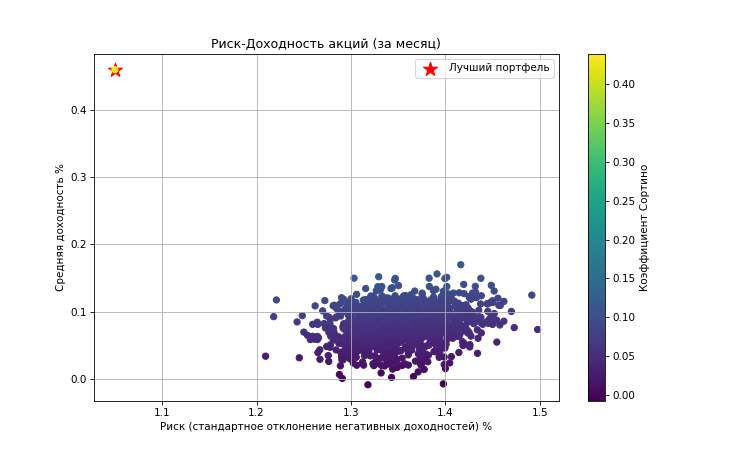 Риск-Доходность акций (за месяц)
Лучший портфель
Средняя доходность %
0.4
0.3
0.2
0.1
0.0
1.1 1.2 1.3 1.4 1.5
Риск (стандартное отклонение негативных доходностей) %
0.40
0.35
0.30
0.25
0.20
0.15
0.10
0.05
0.00
Коэффициент Сортино